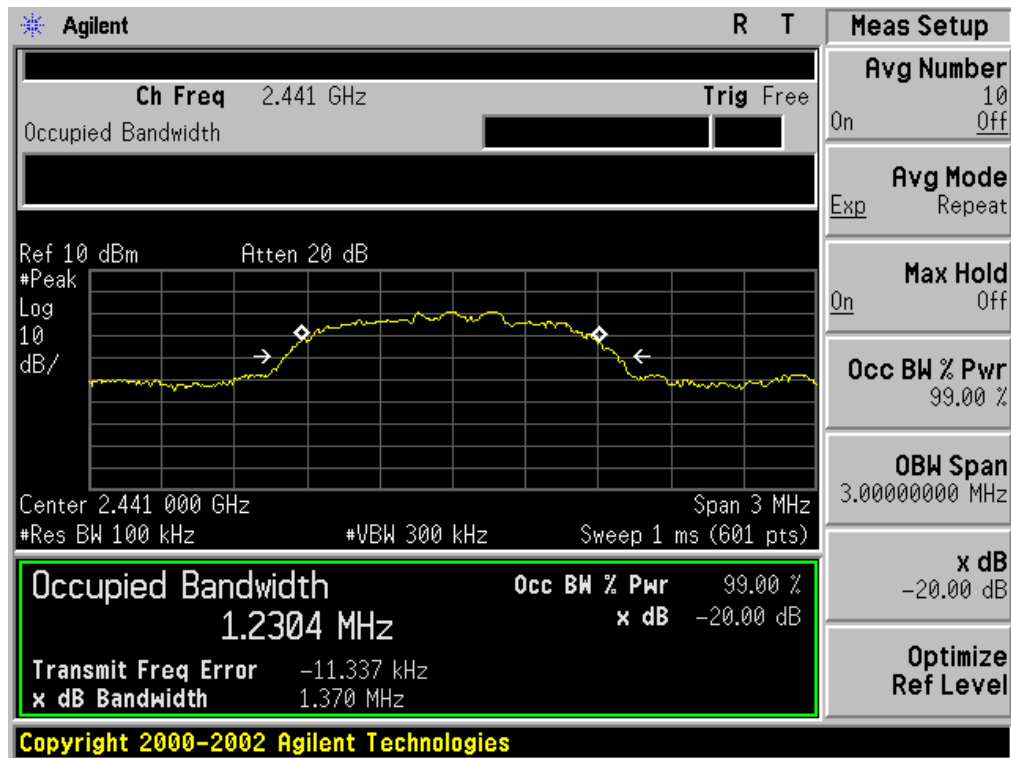 Agilent R T
Ch Freq 2.441 GHz Trig Free
Occupied Bandwidth
Ref 10 dBm Atten 20 dB
#Peak
Log
10
dB/
Center 2.441 000 GHz Span 3 MHz
#Res BW 100 kHz #VBW 300 kHz Sweep 1 ms (601 pts)
Occupied Bandwidth Occ BW % Pwr 99.00 %
1.2304 MHz x dB -20.00 dB
Transmit Freq Error -11.337 kHz
x dB Bandwidth 1.370 MHz
Copyright 2000-2002 Agilent Technologies
Meas Setup
Avg Number
10
On Off
Avg Mode
Exp Repeat
Max Hold
On Off
Occ BW % Pwr
99.00 %
OBW Span
3.00000000 MHz
x dB
-20.00 dB
Optimize
Ref Level